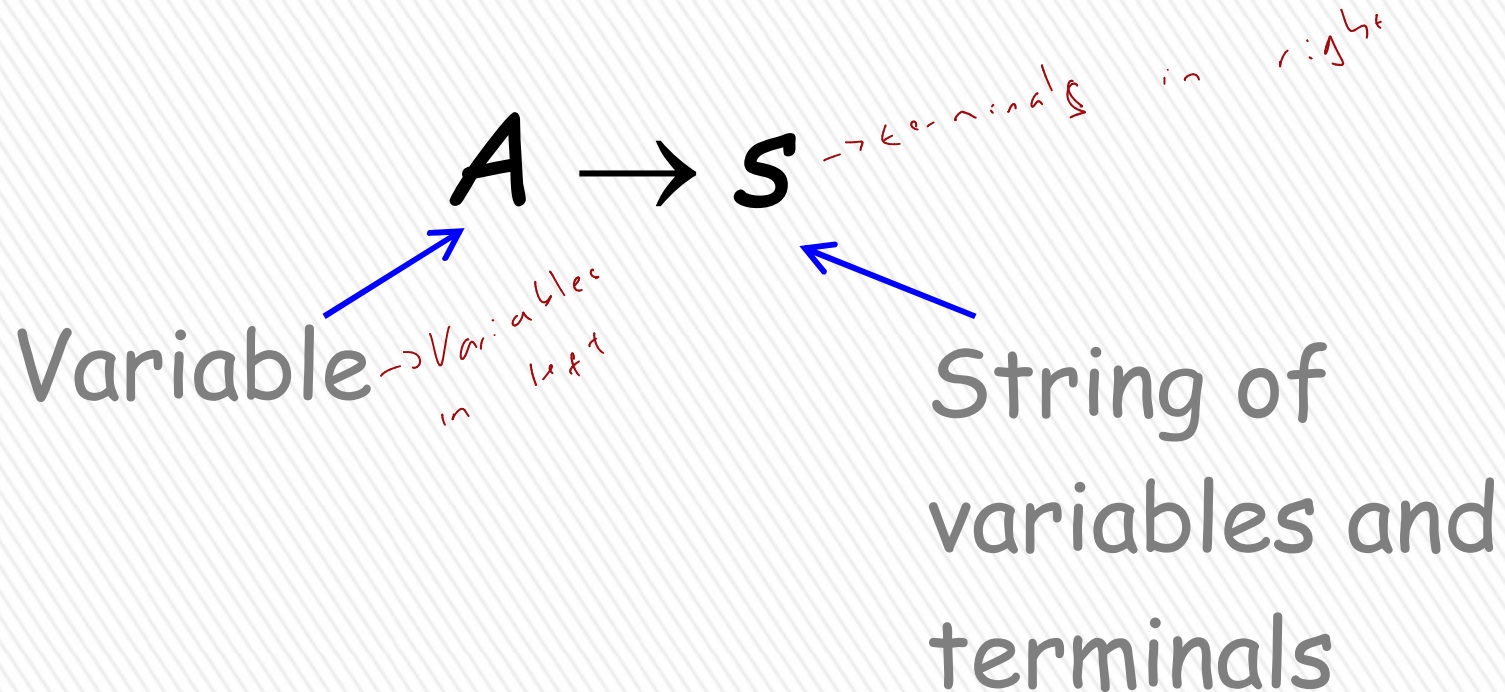 → terminals in right
A → s
Variable
→ Variables
in left
String of
variables and
terminals